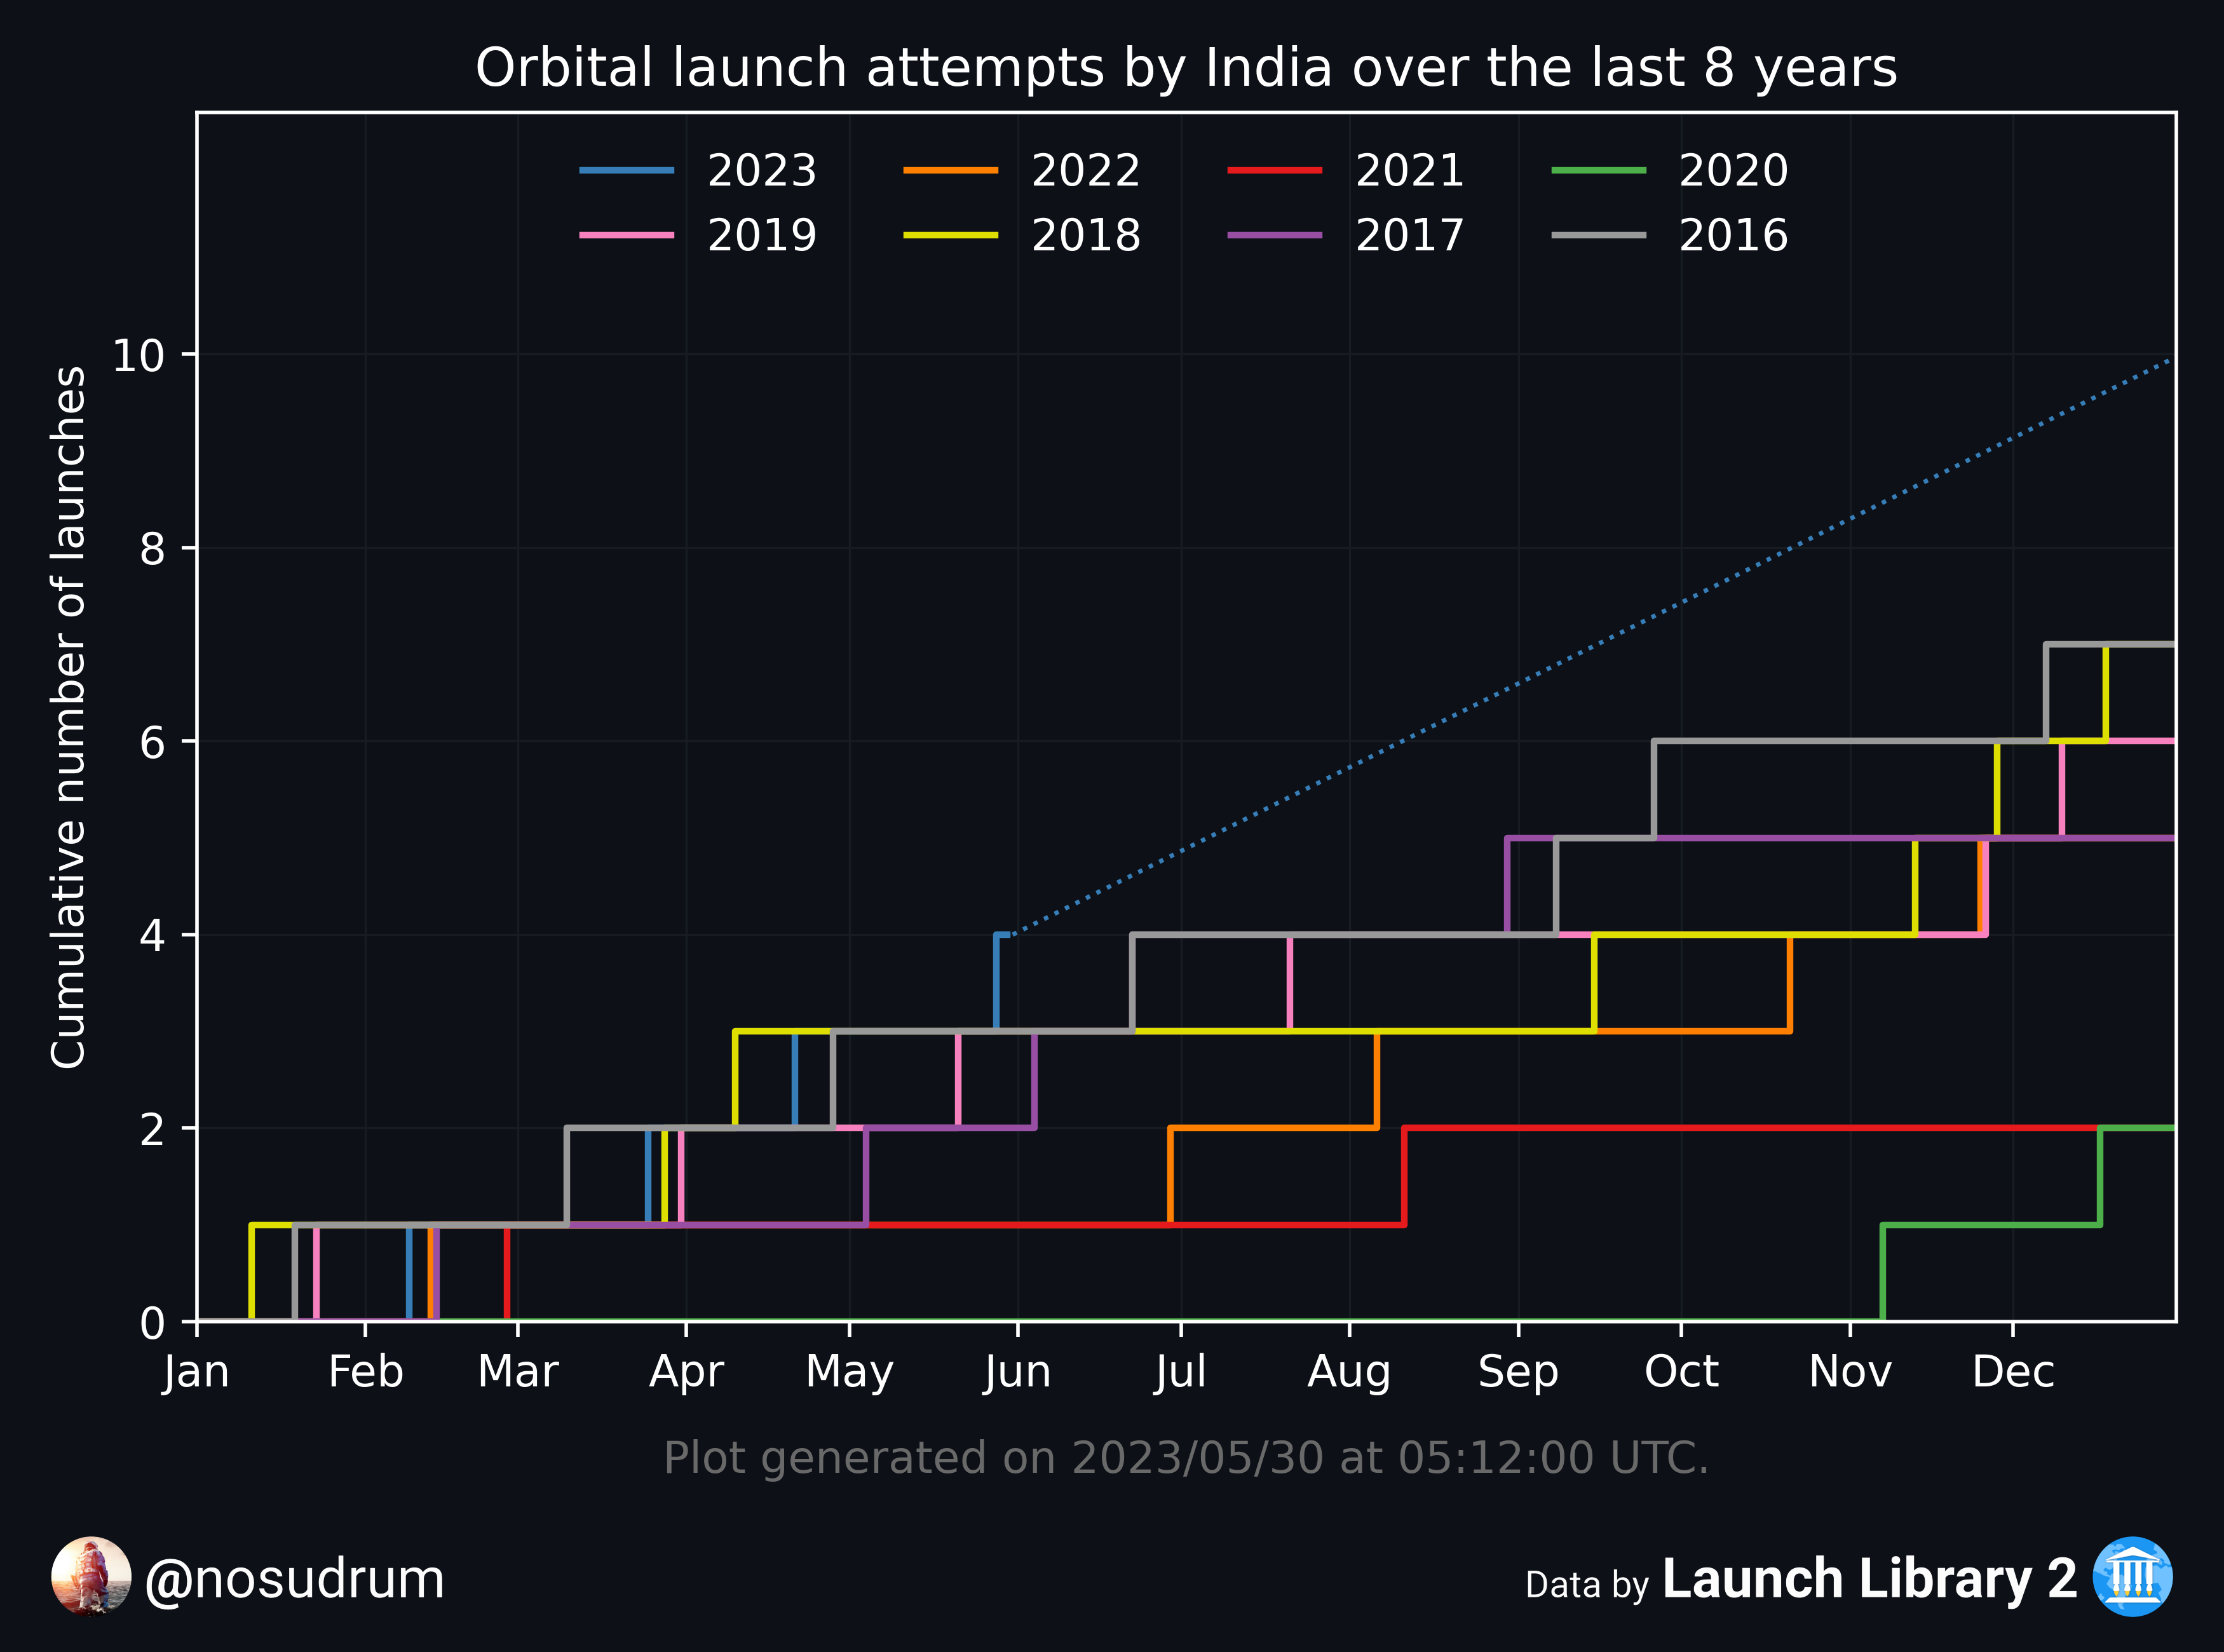 Orbital launch attempts by India over the last 8 years
2023 2022 2021 2020
2019 2018 2017 2016
Cumulative number of launches
10
8
6
4
2
0
Jan Feb Mar Apr May Jun Jul Aug Sep Oct Nov Dec
Plot generated on 2023/05/30 at 05:12:00 UTC.
@nosudrum
Data by Launch Library 2